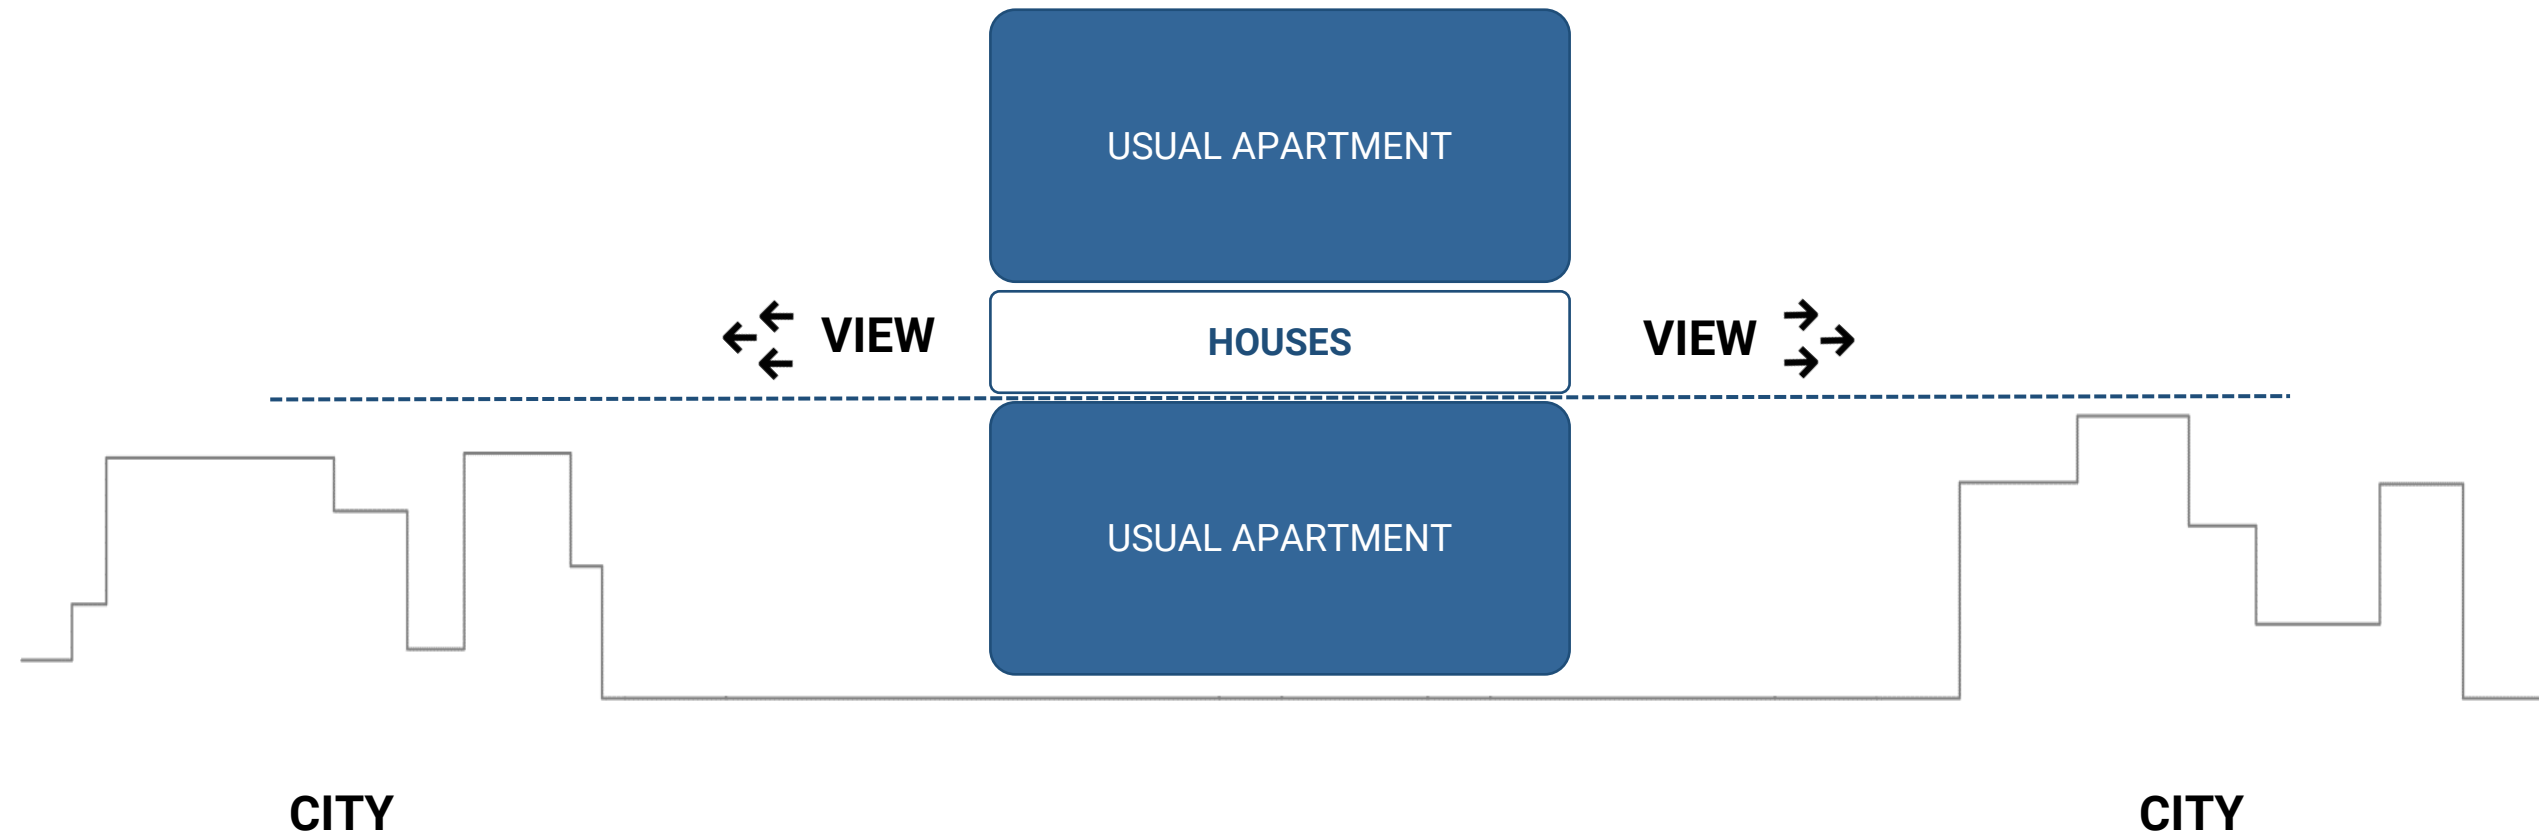 USUAL APARTMENT
VIEW
HOUSES
VIEW
USUAL APARTMENT
CITY
CITY